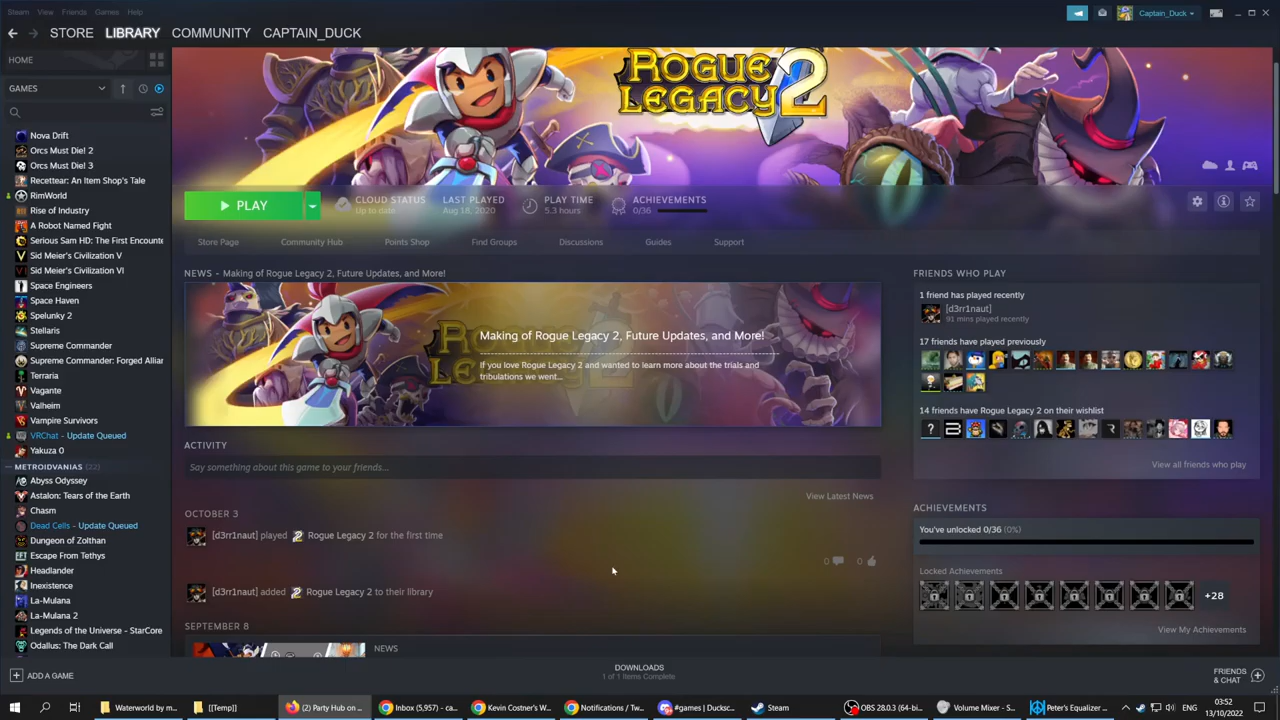 Steam View Friends Games Help
Captain_Duck
STORE LIBRARY COMMUNITY CAPTAIN_DUCK
HOME
GAMES
Nova Drift
Orcs Must Die! 2
Orcs Must Die! 3
Recettear: An Item Shop's Tale
RimWorld
Rise of Industry
A Robot Named Fight
Serious Sam HD: The First Encounte
Sid Meier's Civilization V
Sid Meier's Civilization VI
Space Engineers
Space Haven
Spelunky 2
Stellaris
Supreme Commander
Supreme Commander: Forged Allian
Terraria
Vagante
Valheim
Vampire Survivors
VRChat - Update Queued
Yakuza 0
METROIDVANIAS (22)
Abyss Odyssey
Astalon: Tears of the Earth
Chasm
Dead Cells - Update Queued
Dungeon of Zolthan
Escape From Tethys
Headlander
Inexistence
La-Mulana
La-Mulana 2
Legends of the Universe - StarCore
Odallus: The Dark Call
ADD A GAME
ROGUE LEGACY 2
PLAY
CLOUD STATUS
Up to date
LAST PLAYED
Aug 18, 2020
PLAY TIME
5.3 hours
ACHIEVEMENTS
0/36
Store Page Community Hub Points Shop Find Groups Discussions Guides Support
NEWS - Making of Rogue Legacy 2, Future Updates, and More!
Making of Rogue Legacy 2, Future Updates, and More!
If you love Rogue Legacy 2 and wanted to learn more about the trials and
tribulations we went...
ACTIVITY
Say something about this game to your friends...
View Latest News
OCTOBER 3
[d3rr1naut] played Rogue Legacy 2 for the first time
0 0
[d3rr1naut] added Rogue Legacy 2 to their library
SEPTEMBER 8
NEWS
FRIENDS WHO PLAY
1 friend has played recently
[d3rr1naut]
91 mins played recently
17 friends have played previously
14 friends have Rogue Legacy 2 on their wishlist
View all friends who play
ACHIEVEMENTS
You've unlocked 0/36 (0%)
Locked Achievements
+28
View My Achievements
DOWNLOADS
1 of 1 Items Complete
FRIENDS
& CHAT
Waterworld by m...
[[Temp]]
(2) Party Hub on ...
Inbox (5,957) - ca...
Kevin Costner's W...
Notifications / Tw...
#games | Ducksc...
Steam
OBS 28.0.3 (64-bi...
Volume Mixer - S...
Peter's Equalizer ...
ENG
03:52
13/10/2022